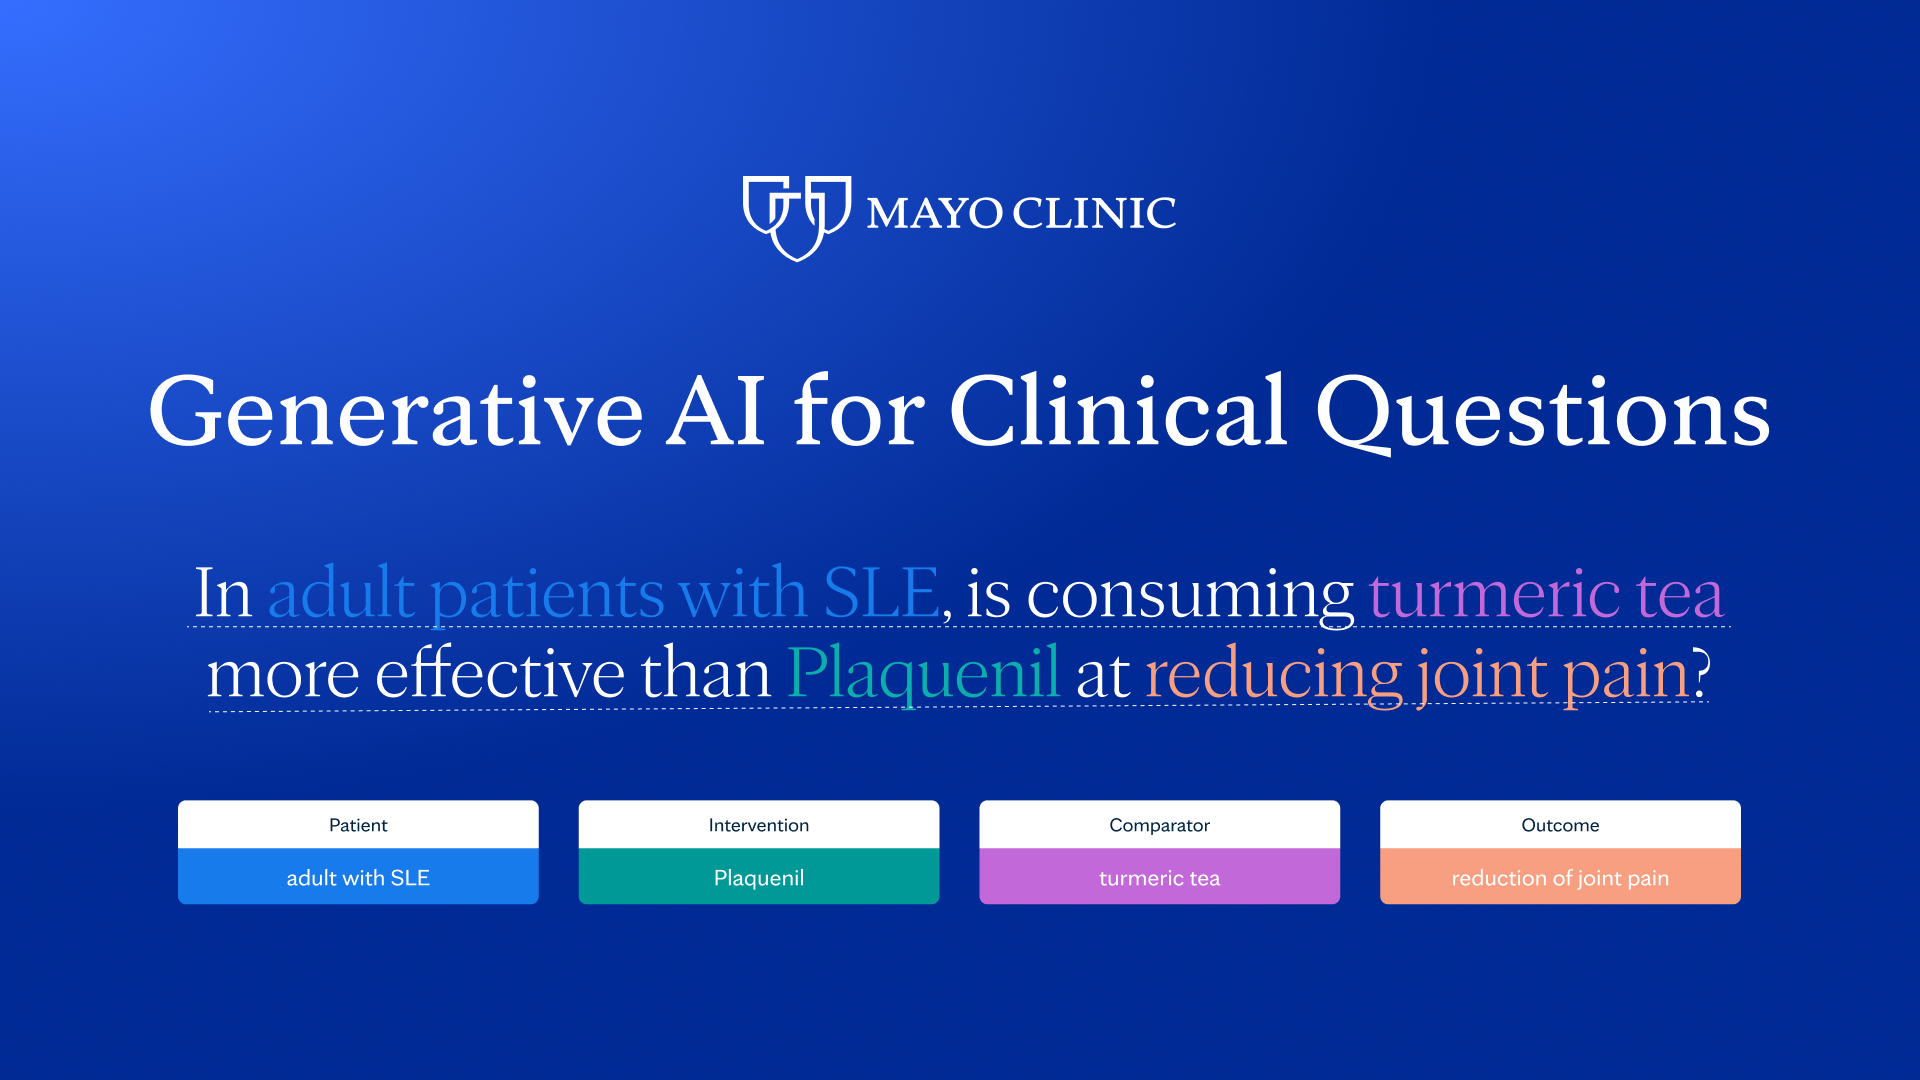 MAYO CLINIC
Generative AI for Clinical Questions
In adult patients with SLE, is consuming turmeric tea
more effective than Plaquenil at reducing joint pain?
Patient
adult with SLE
Intervention
Plaquenil
Comparator
turmeric tea
Outcome
reduction of joint pain